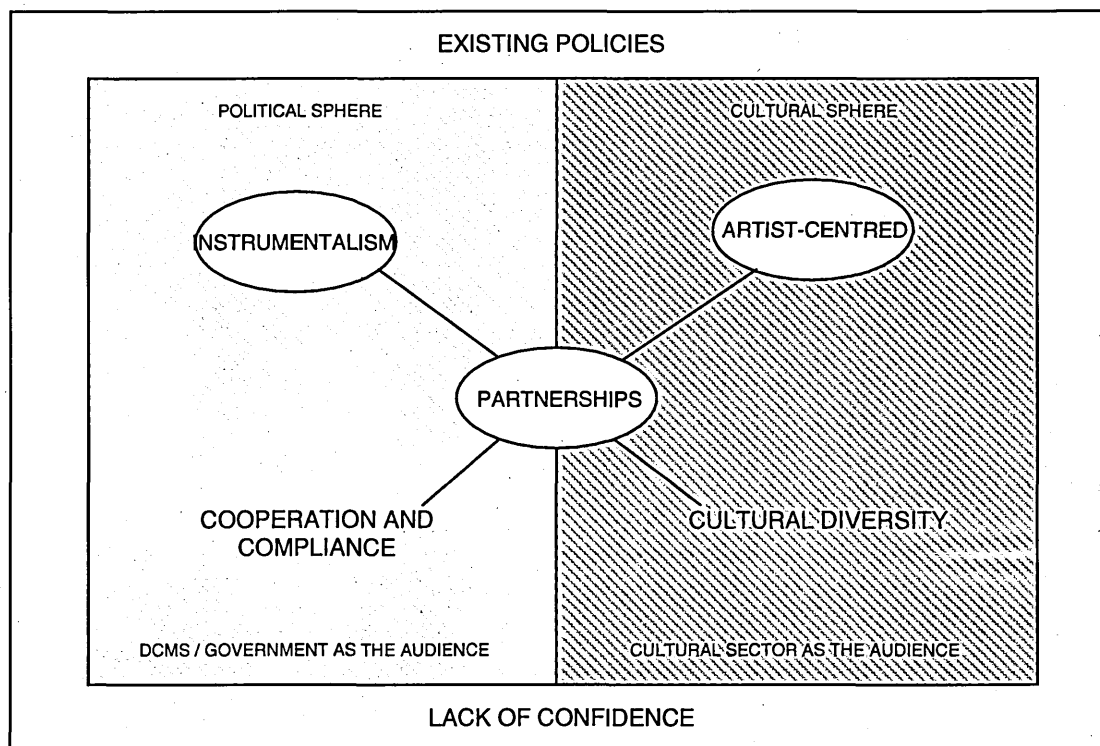 EXISTING POLICIES
POLITICAL SPHERE
CULTURAL SPHERE
INSTRUMENTALISM
ARTIST-CENTRED
PARTNERSHIPS
COOPERATION AND
COMPLIANCE
CULTURAL DIVERSITY
DCMS / GOVERNMENT AS THE AUDIENCE
CULTURAL SECTOR AS THE AUDIENCE
LACK OF CONFIDENCE